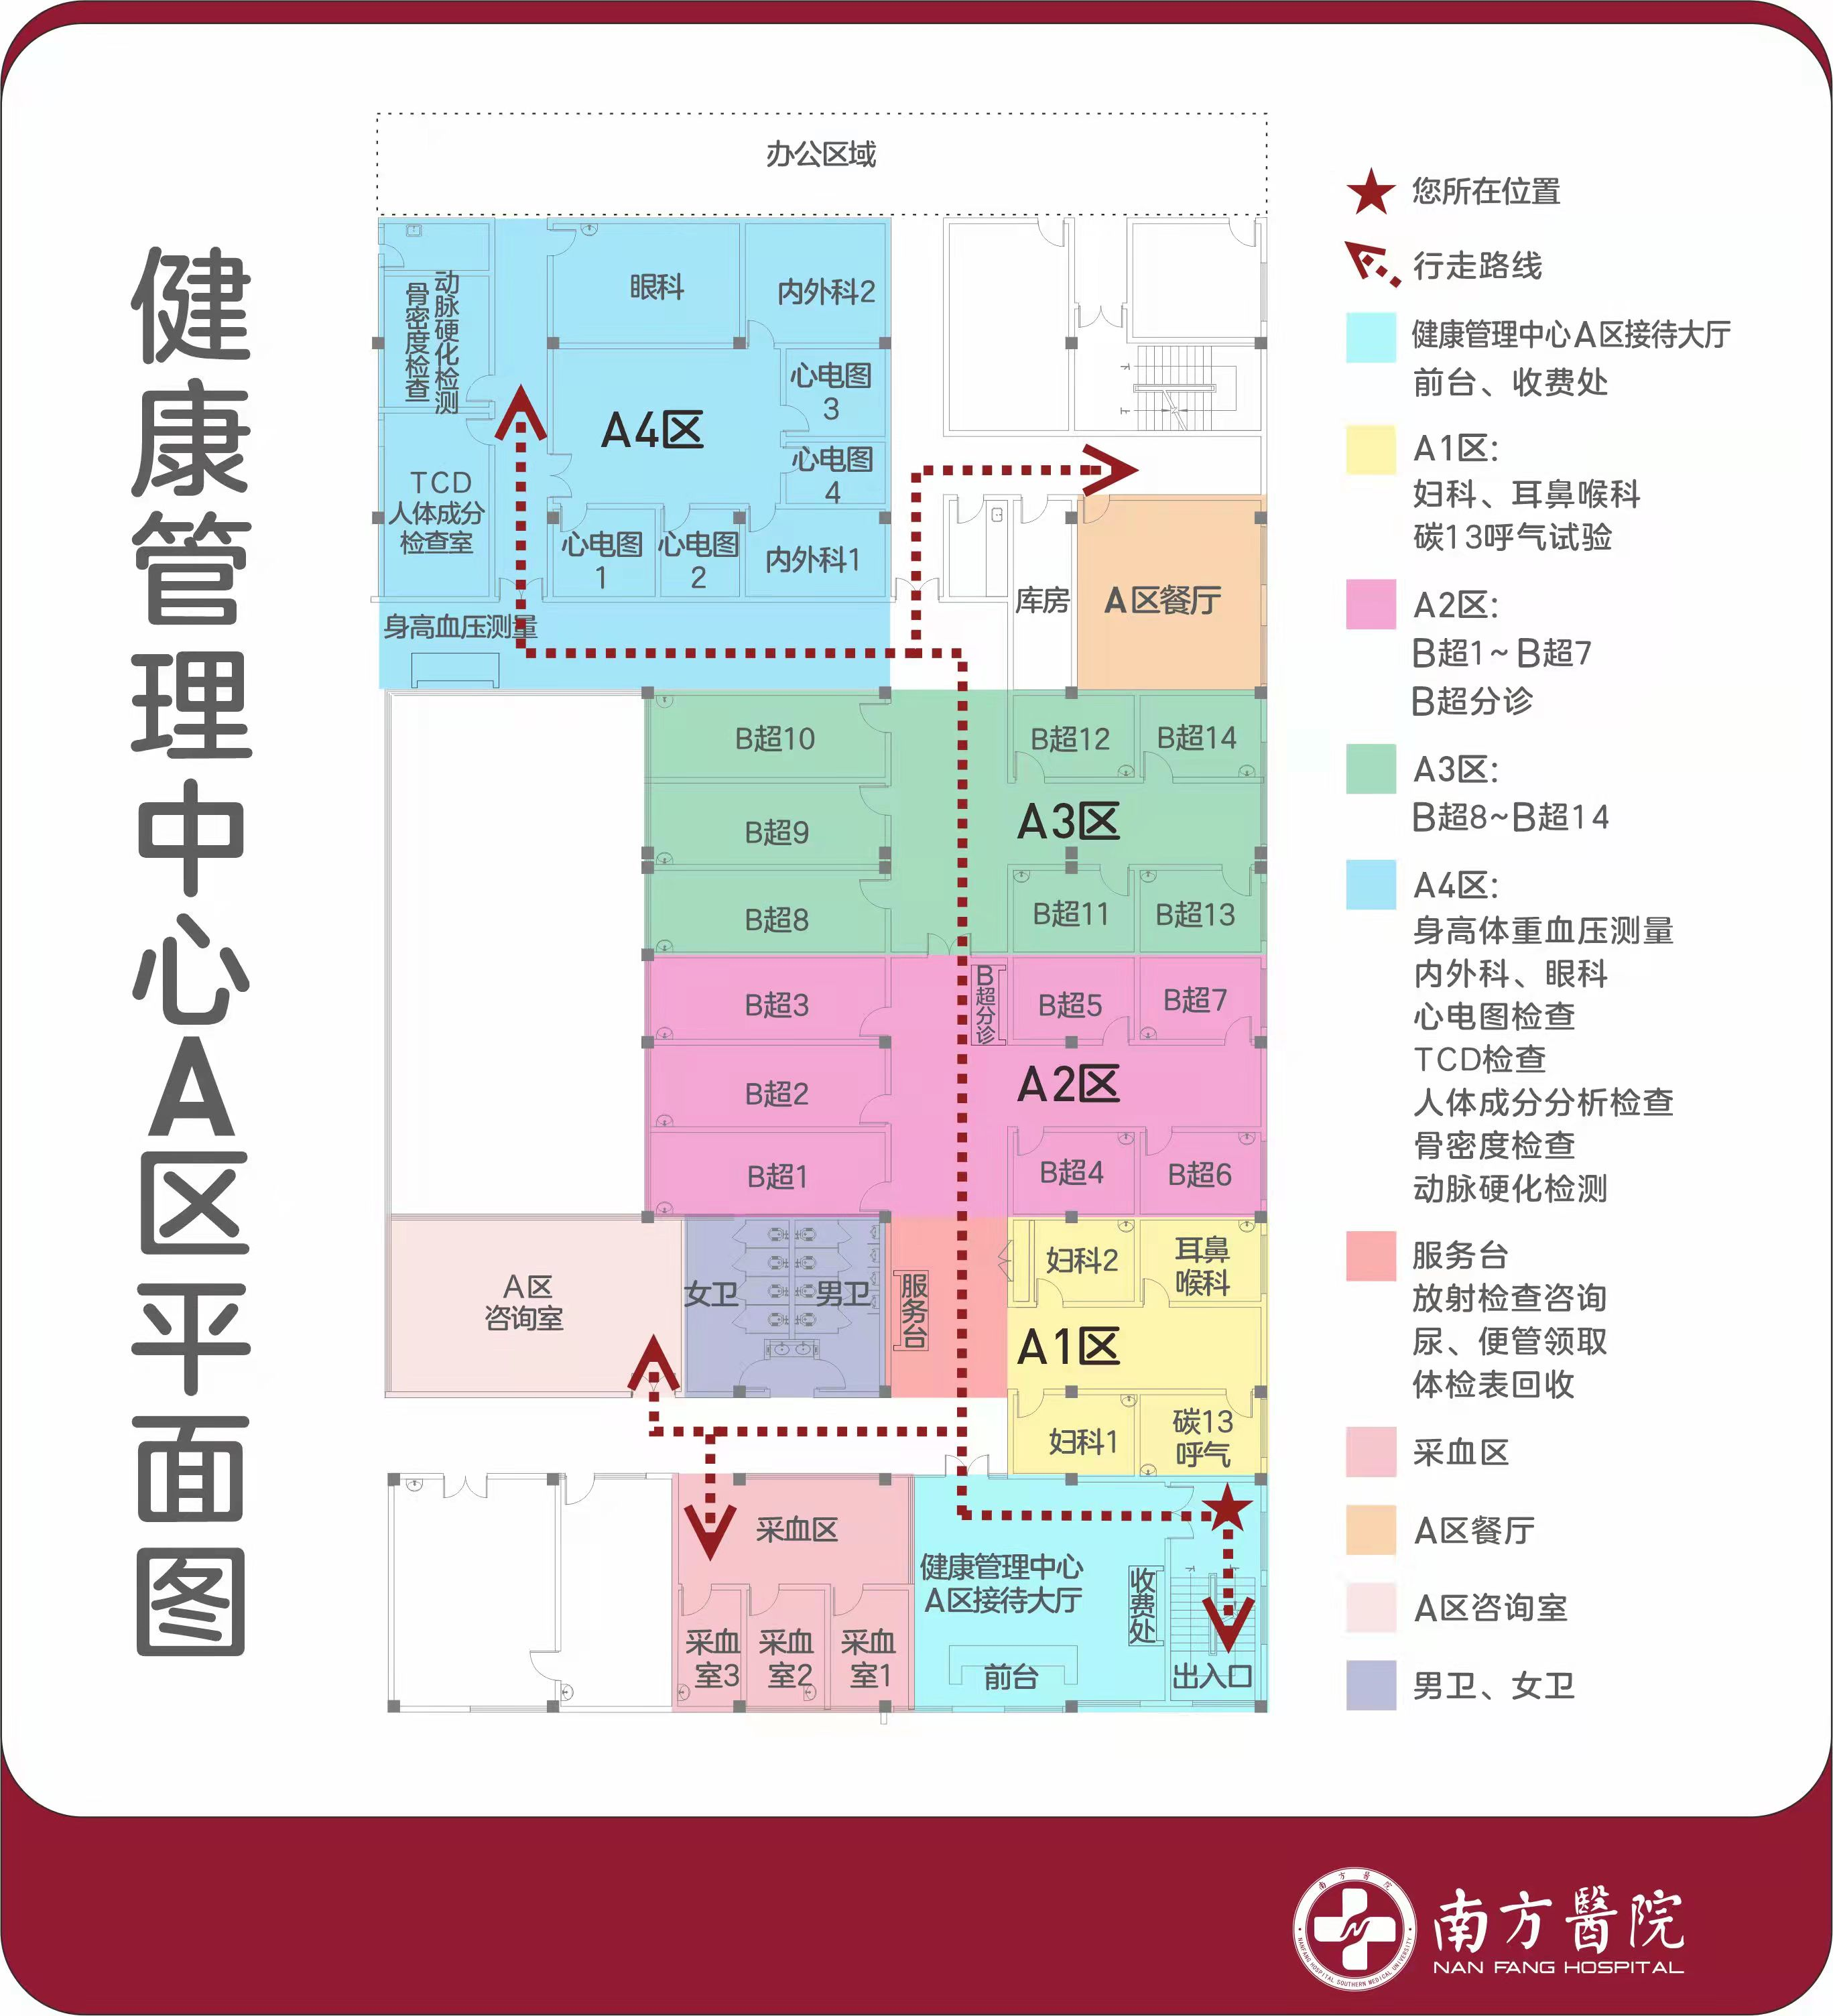 健康管理中心A区平面图
办公区域
动脉硬化检测
骨密度检查
眼科
内外科2
心电图
3
A4区
心电图
4
TCD
人体成分
检查室
心电图
1
心电图
2
内外科1
身高血压测量
库房
A区餐厅
B超10
B超12
B超14
B超9
A3区
B超8
B超11
B超13
B超3
B超分诊
B超5
B超7
B超2
A2区
B超1
B超4
B超6
A区
咨询室
女卫
男卫
服务台
妇科2
耳鼻
喉科
A1区
妇科1
碳13
呼气
采血区
健康管理中心
A区接待大厅
收费处
采血
室3
采血
室2
采血
室1
前台
出入口
您所在位置
行走路线
健康管理中心A区接待大厅
前台、收费处
A1区:
妇科、耳鼻喉科
碳13呼气试验
A2区:
B超1~B超7
B超分诊
A3区:
B超8~B超14
A4区:
身高体重血压测量
内外科、眼科
心电图检查
TCD检查
人体成分分析检查
骨密度检查
动脉硬化检测
服务台
放射检查咨询
尿、便管领取
体检表回收
采血区
A区餐厅
A区咨询室
男卫、女卫
南方醫院
NANFANG HOSPITAL SOUTHERN MEDICAL UNIVERSITY
南方醫院
NAN FANG HOSPITAL